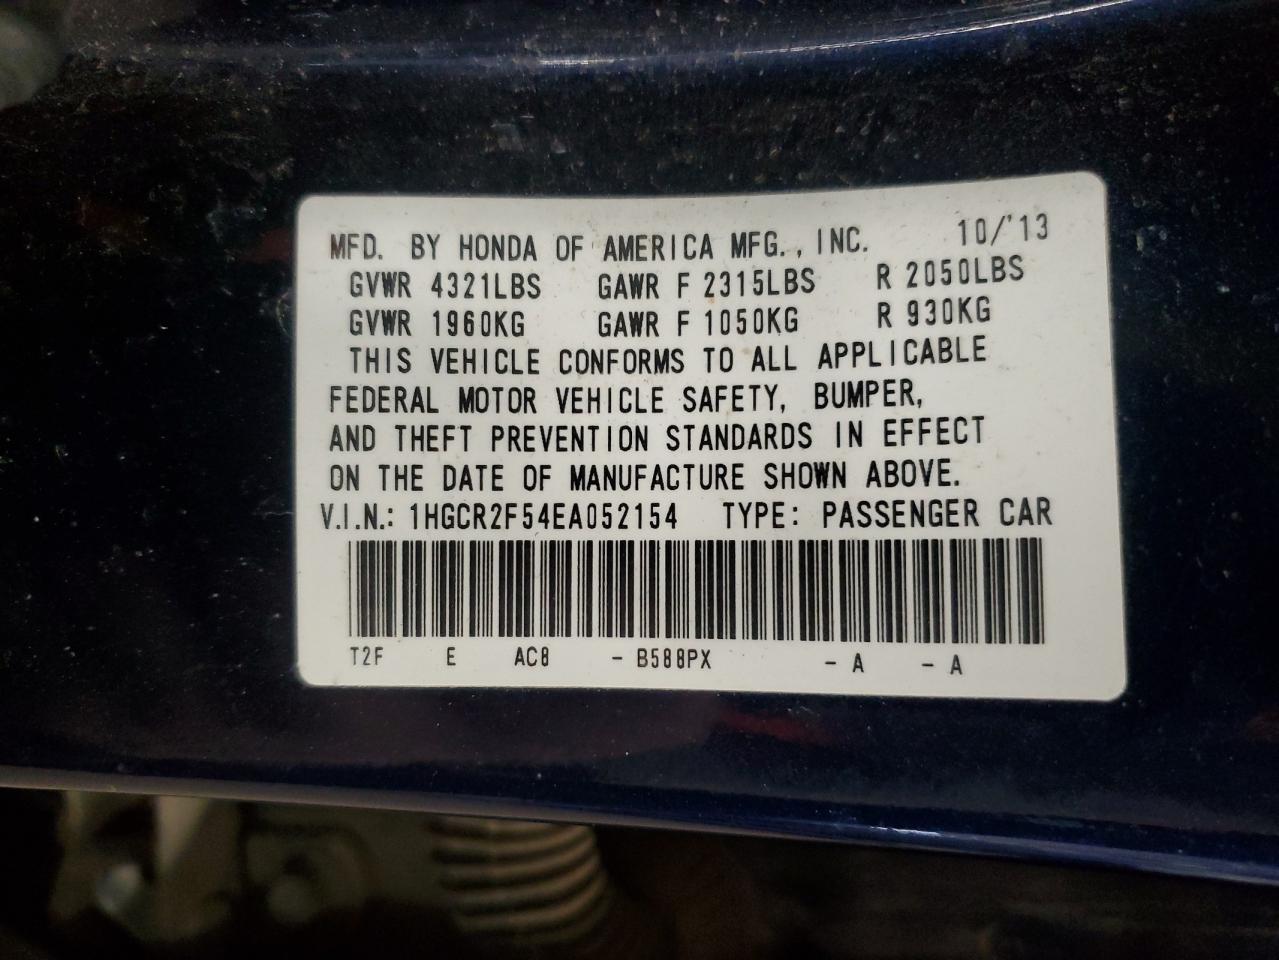 MFD. BY HONDA OF AMERICA MFG., INC. 10/'13
GVWR 4321LBS GAWR F 2315LBS R 2050LBS
GVWR 1960KG GAWR F 1050KG R 930KG
THIS VEHICLE CONFORMS TO ALL APPLICABLE
FEDERAL MOTOR VEHICLE SAFETY, BUMPER,
AND THEFT PREVENTION STANDARDS IN EFFECT
ON THE DATE OF MANUFACTURE SHOWN ABOVE.
V.I.N.: 1HGCR2F54EA052154 TYPE: PASSENGER CAR
T2F E AC8 - B588PX - A - A